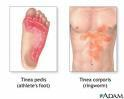 Tinea pedis
(athlete's foot)
Tinea corporis
(ringworm)
ADAM.